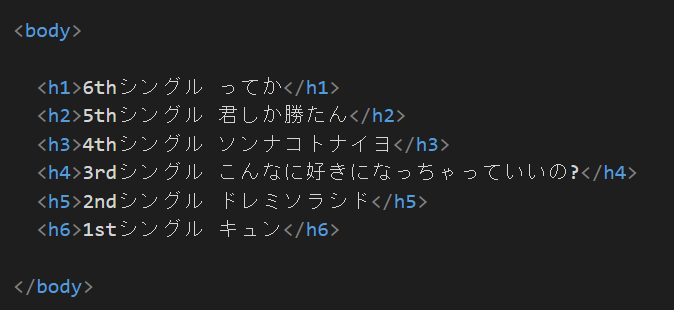 <body>
<h1>6thシングル ってか</h1>
<h2>5thシングル 君しか勝たん</h2>
<h3>4thシングル ソンナコトナイヨ</h3>
<h4>3rdシングル こんなに好きになっちゃっていいの?</h4>
<h5>2ndシングル ドレミソラシド</h5>
<h6>1stシングル キュン</h6>
</body>